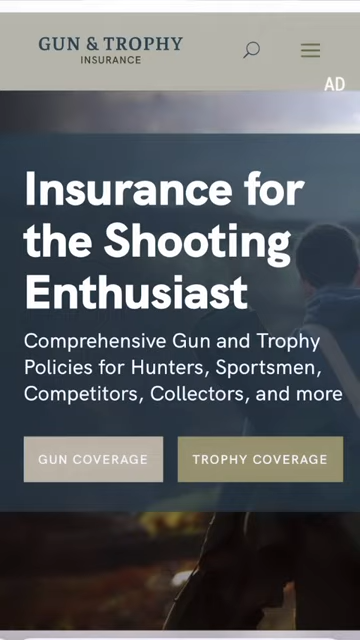 GUN & TROPHY
INSURANCE
AD
Insurance for
the Shooting
Enthusiast
Comprehensive Gun and Trophy
Policies for Hunters, Sportsmen,
Competitors, Collectors, and more
GUN COVERAGE
TROPHY COVERAGE